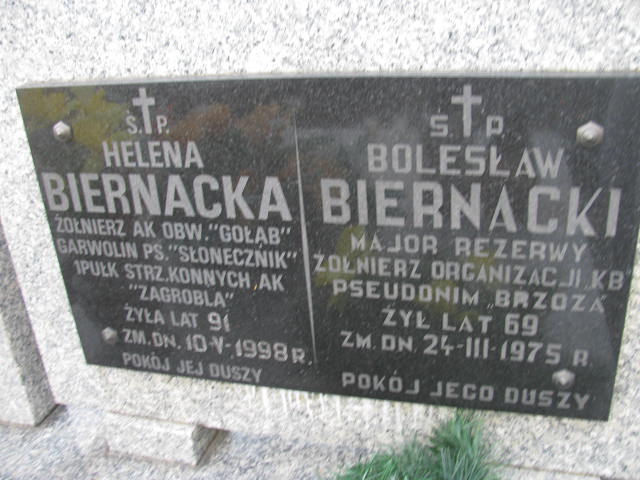 Ś.P.
HELENA
BIERNACKA
ŻOŁNIERZ AK OBW. "GOŁĄB"
GARWOLIN PS. "SŁONECZNIK"
1PUŁK STRZ. KONNYCH AK
"ZAGROBLA"
ŻYŁA LAT 91
ZM. DN. 10-V-1998 R.
POKÓJ JEJ DUSZY
Ś.P.
BOLESŁAW
BIERNACKI
MAJOR REZERWY
ŻOŁNIERZ ORGANIZACJI „KB"
PSEUDONIM „BRZOZA"
ŻYŁ LAT 69
ZM. DN. 24-III-1975 R.
POKÓJ JEGO DUSZY